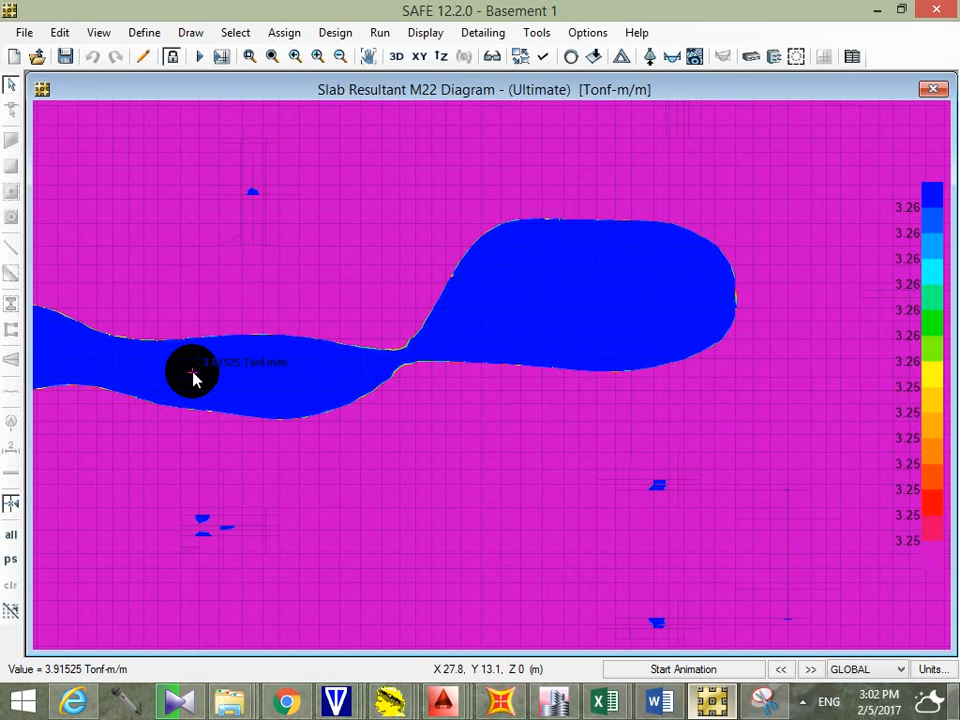 SAFE 12.2.0 - Basement 1
File Edit View Define Draw Select Assign Design Run Display Detailing Tools Options Help
3D XY
Slab Resultant M22 Diagram - (Ultimate) [Tonf-m/m]
3.26
3.26
3.26
3.26
3.26
3.26
3.26
3.25
3.25
3.25
3.25
3.25
3.25
3.25
all
ps
clr
Value = 3.91525 Tonf-m/m
X 27.8, Y 13.1, Z 0 (m)
Start Animation
<< >>
GLOBAL
Units...
ENG
3:02 PM
2/5/2017